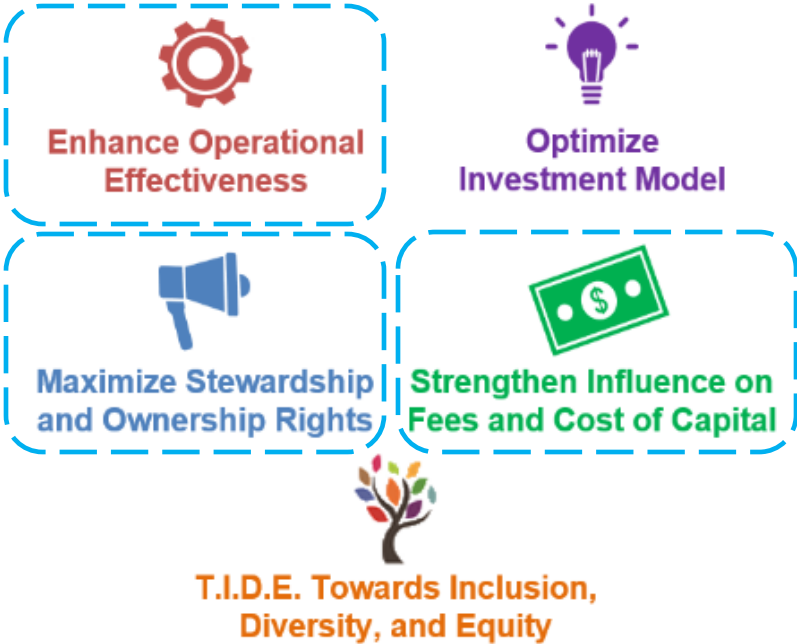 Enhance Operational
Effectiveness
Optimize
Investment Model
Maximize Stewardship
and Ownership Rights
$
Strengthen Influence on
Fees and Cost of Capital
T.I.D.E. Towards Inclusion,
Diversity, and Equity